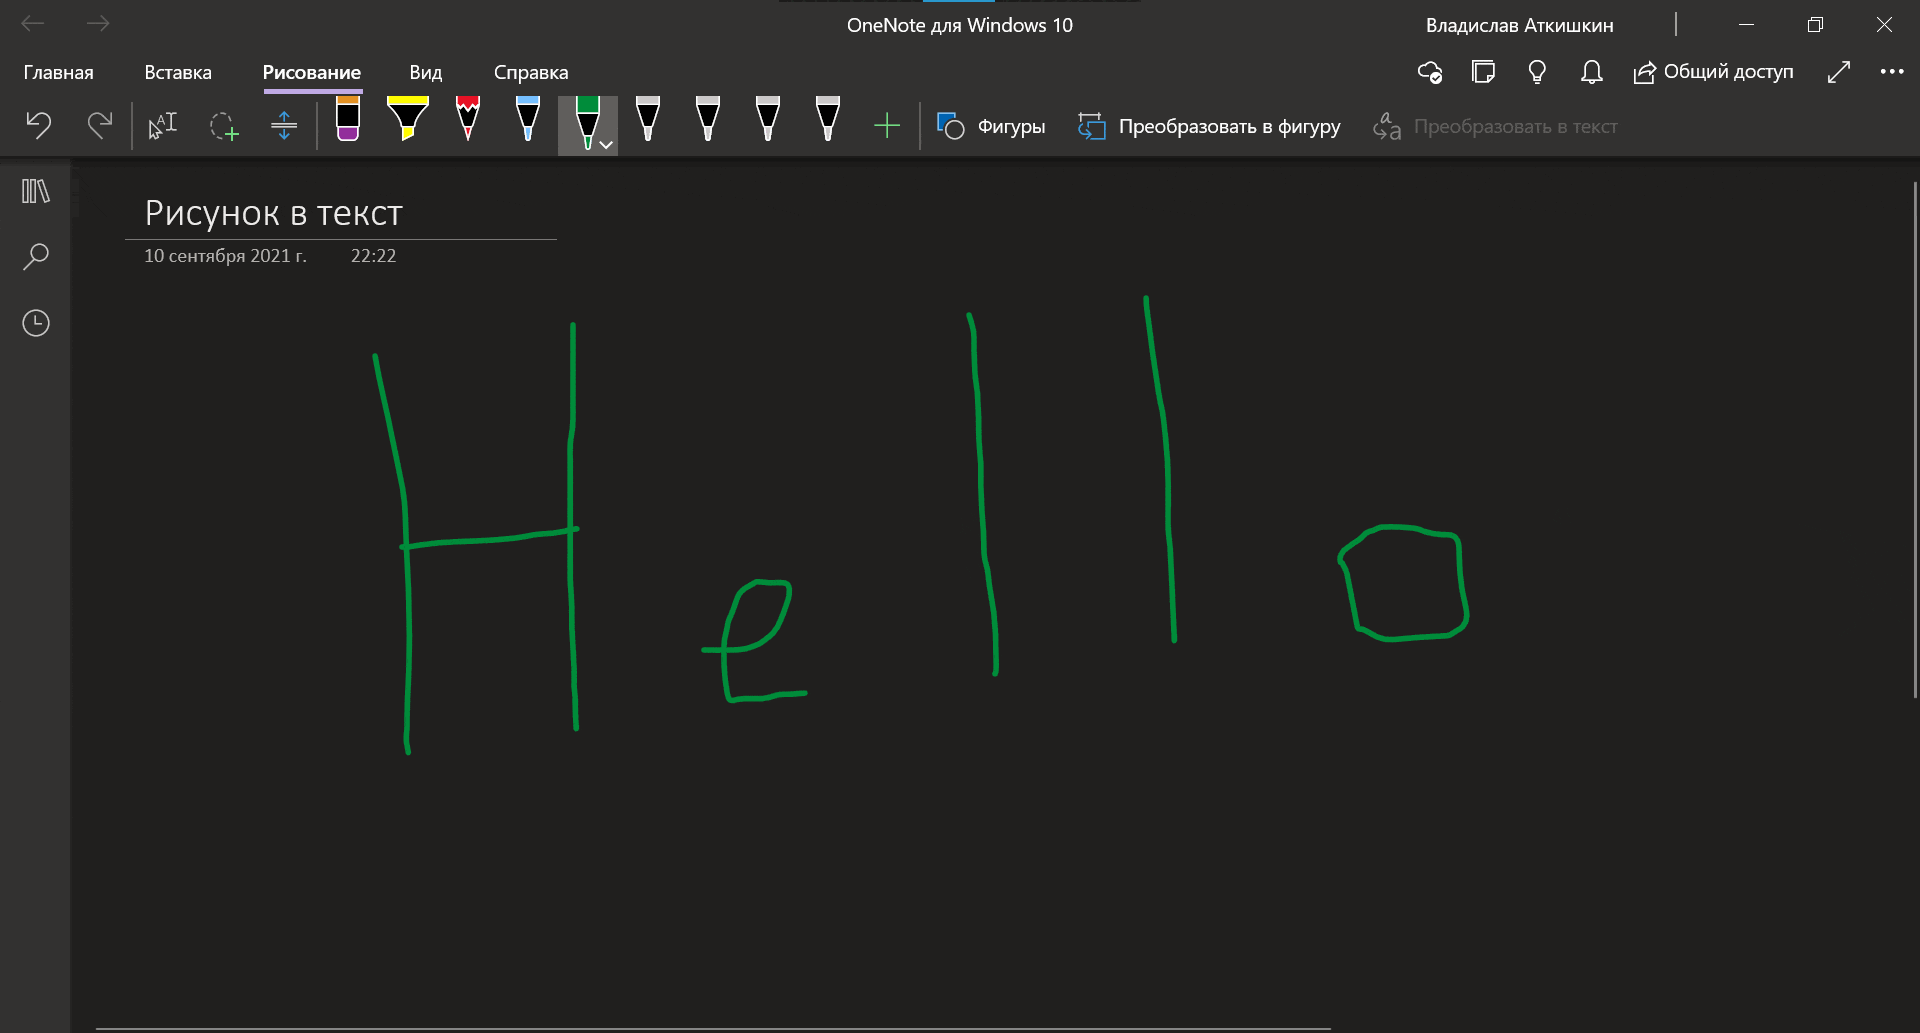 OneNote для Windows 10
Владислав Аткишкин
Главная Вставка Рисование Вид Справка
Общий доступ
Фигуры Преобразовать в фигуру Преобразовать в текст
Рисунок в текст
10 сентября 2021 г. 22:22
Hello